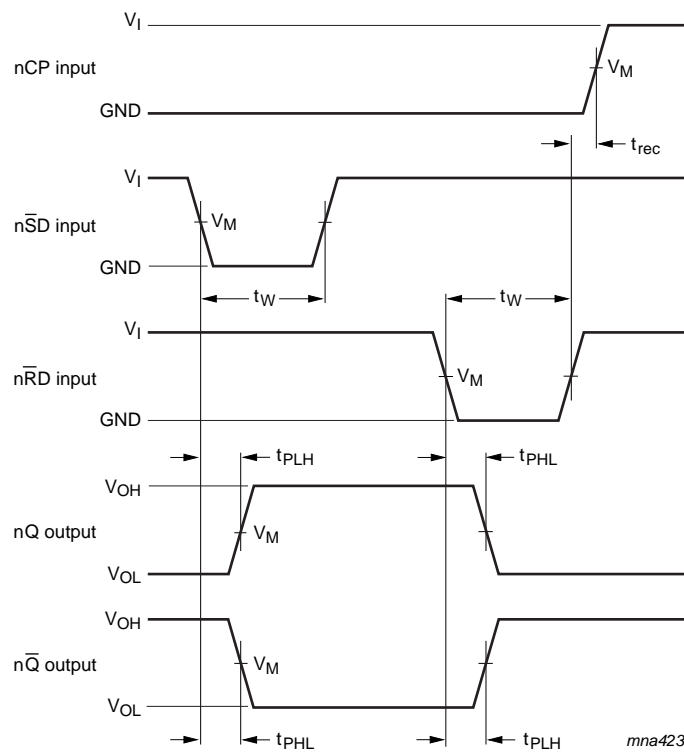 V_I
nCP input
V_M
GND
t_rec
V_I
nS̅D input
V_M
GND
t_W
t_W
V_I
nR̅D input
V_M
GND
t_PLH
t_PHL
V_OH
nQ output
V_M
V_OL
V_OH
nQ̅ output
V_M
V_OL
t_PHL
t_PLH
mna423